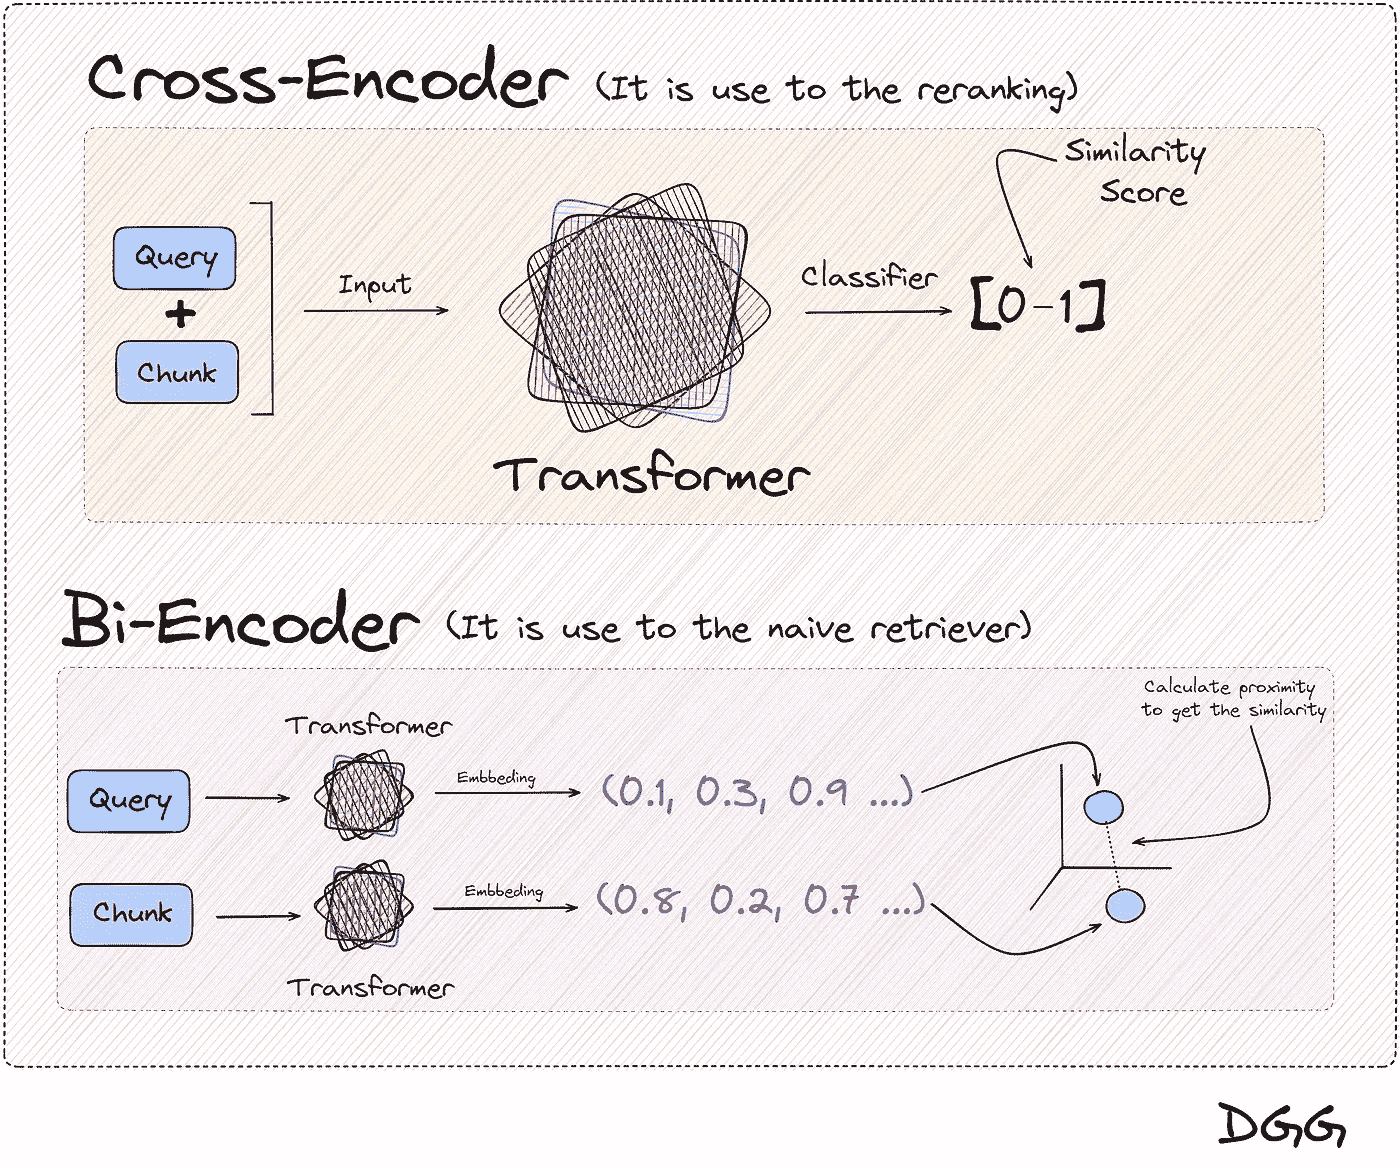 Cross-Encoder (It is use to the reranking)
Similarity
Score
Query
+
Chunk
Input
Classifier
[0-1]
Transformer
Bi-Encoder (It is use to the naive retriever)
Calculate proximity
to get the similarity
Transformer
Query
Embbeding
(0.1, 0.3, 0.9 ...)
Chunk
Embbeding
(0.8, 0.2, 0.7 ...)
Transformer
DGG